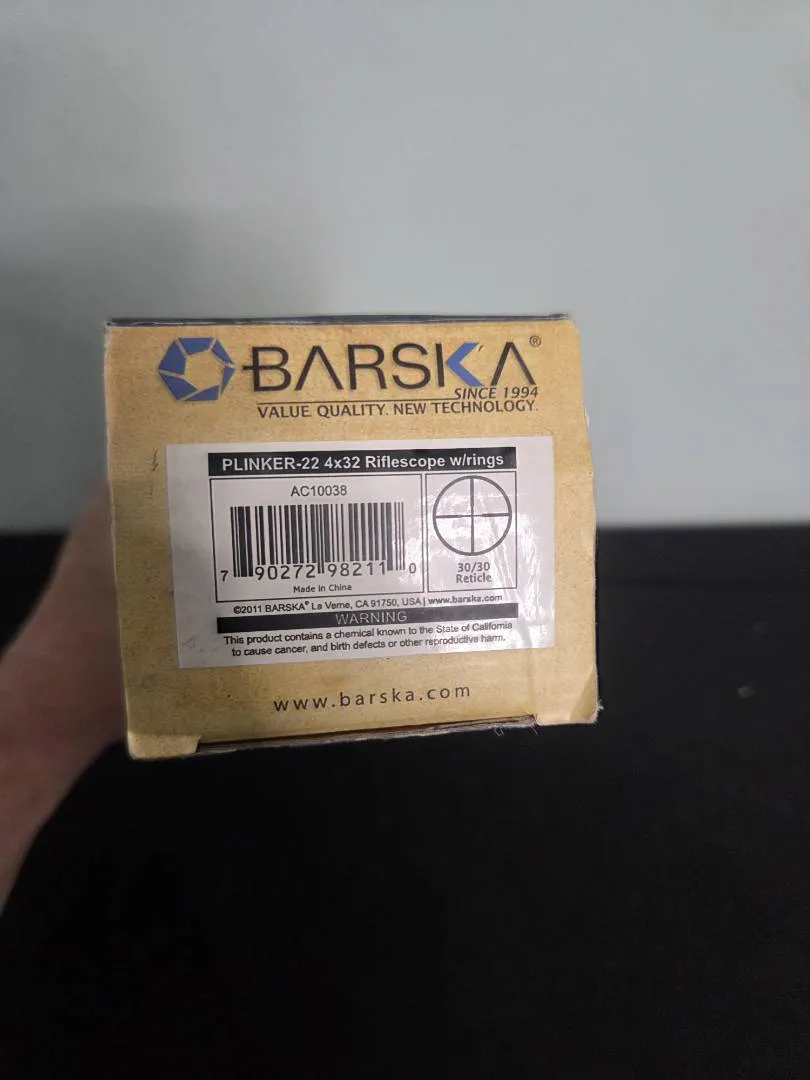 BARSKA®
SINCE 1994
VALUE. QUALITY. NEW TECHNOLOGY.
PLINKER-22 4x32 Riflescope w/rings
AC10038
7 90272 98211 0
Made in China
30/30
Reticle
©2011 BARSKA® La Verne, CA 91750, USA | www.barska.com
WARNING
This product contains a chemical known to the State of California
to cause cancer, and birth defects or other reproductive harm.
www.barska.com